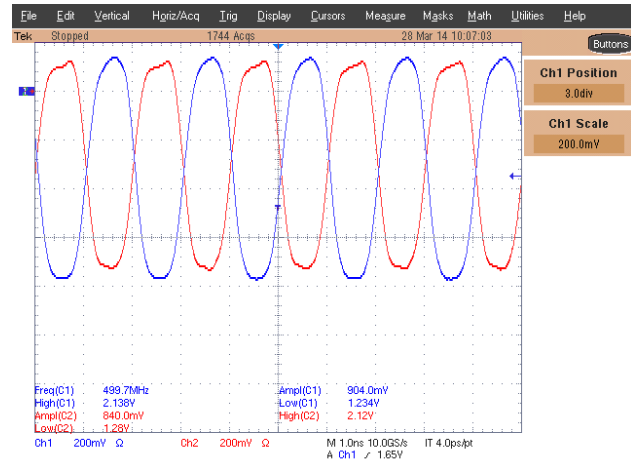 File Edit Vertical Horiz/Acq Trig Display Cursors Measure Masks Math Utilities Help
Tek Stopped 1744 Acqs 28 Mar 14 10:07:03
Buttons
Ch1 Position
3.0div
Ch1 Scale
200.0mV
Freq(C1) 499.7MHz Ampl(C1) 904.0mV
High(C1) 2.138V Low(C1) 1.234V
Ampl(C2) 840.0mV High(C2) 2.12V
Low(C2) 1.28V
Ch1 200mV Ω Ch2 200mV Ω M 1.0ns 10.0GS/s IT 4.0ps/pt
A Ch1 ∕ 1.65V